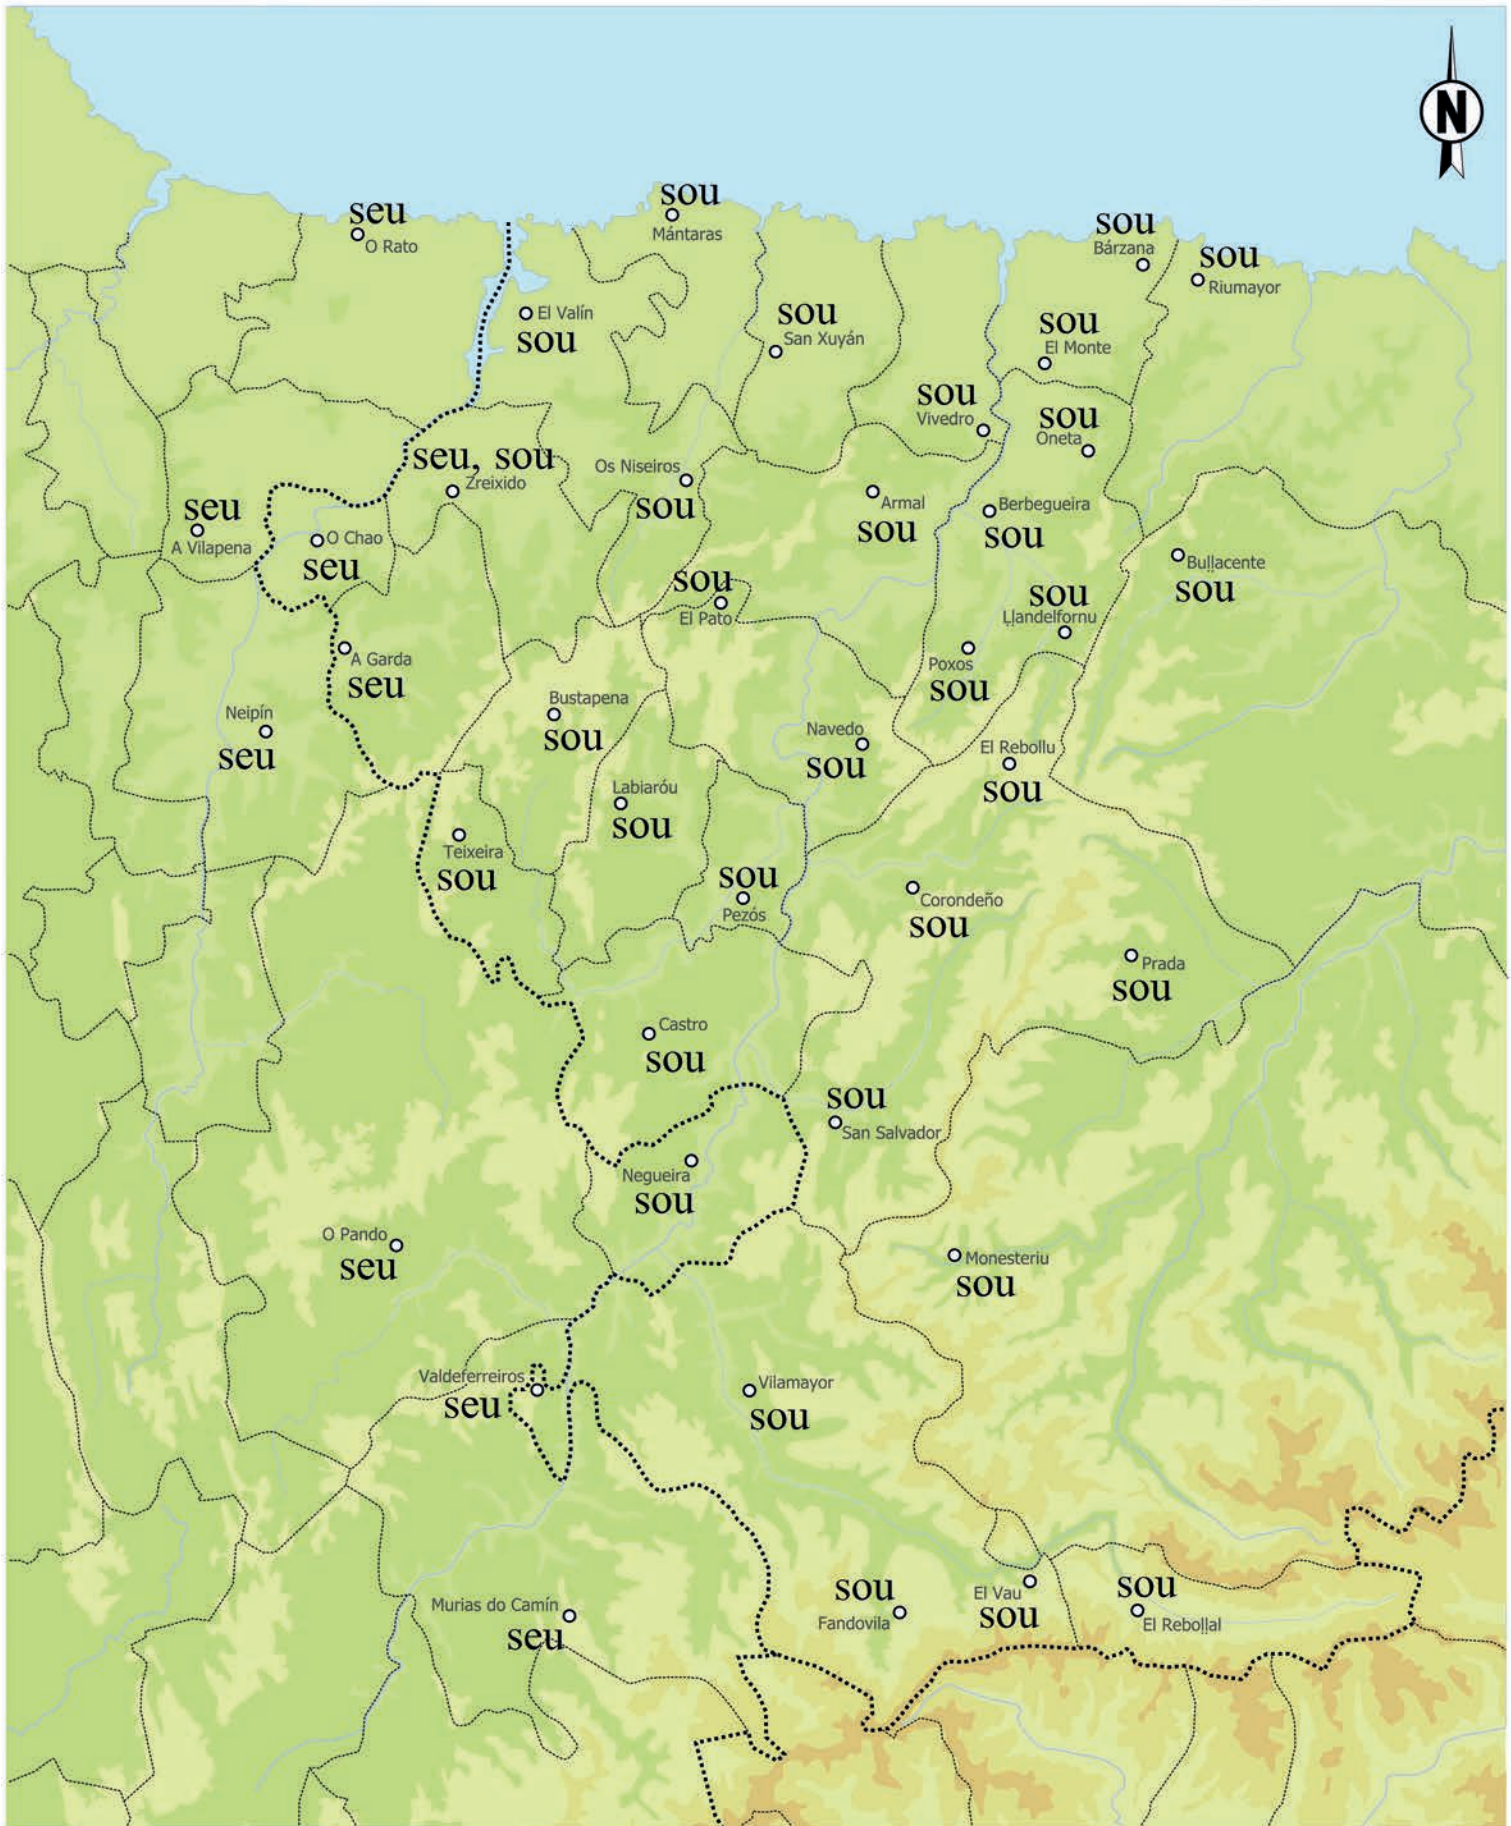 N
sou
Mántaras
seu
O Rato
sou
Bárzana
sou
Riumayor
El Valín
sou
sou
San Xuyán
sou
El Monte
sou
Vivedro
sou
Oneta
seu, sou
Zreixido
Os Niseiros
sou
Armal
sou
Berbegueira
sou
seu
A Vilapena
O Chao
seu
Buḷḷacente
sou
sou
El Pato
sou
Ḷḷandelfornu
A Garda
seu
Poxos
sou
Bustapena
sou
Neipín
seu
Navedo
sou
El Rebollu
sou
Labiaróu
sou
Teixeira
sou
sou
Pezós
Corondeño
sou
Prada
sou
Castro
sou
sou
San Salvador
Negueira
sou
O Pando
seu
Monesteriu
sou
Valdeferreiros
seu
Vilamayor
sou
sou
Fandovila
El Vau
sou
sou
El Reboḷḷal
Murias do Camín
seu